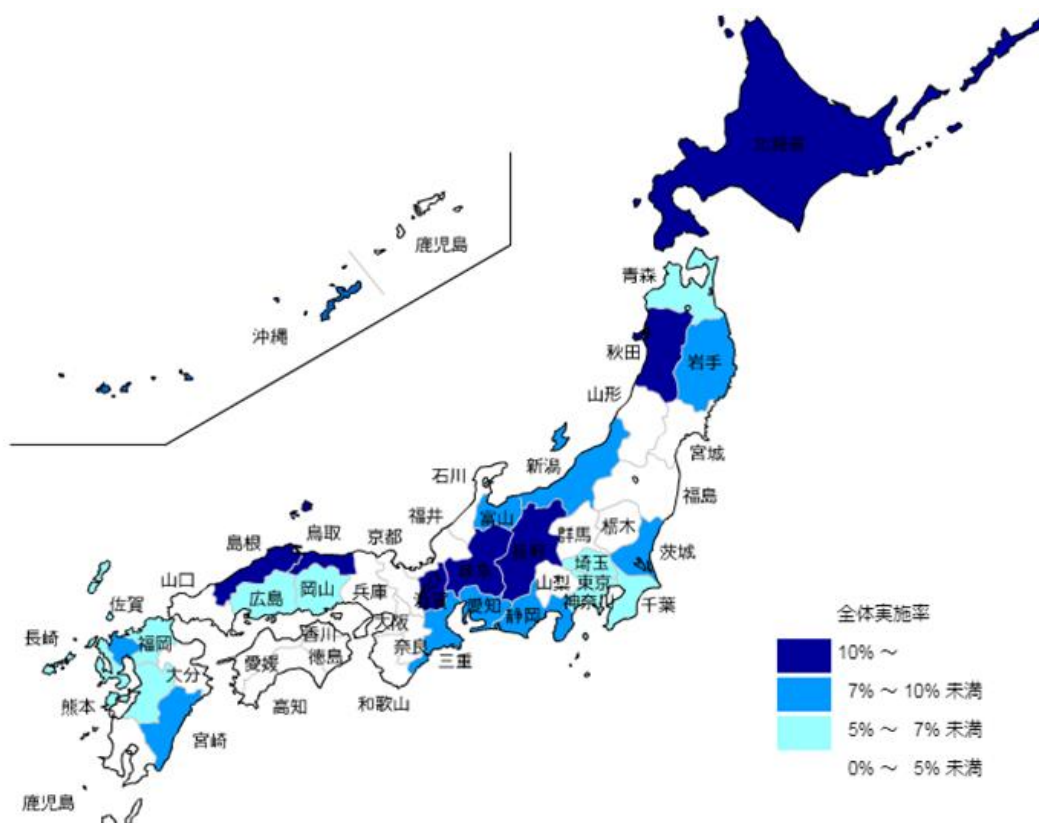 北海道
鹿児島
青森
沖縄
秋田
岩手
山形
宮城
新潟
石川
福島
富山
福井
栃木
群馬
鳥取
京都
島根
長野
茨城
岐阜
埼玉
山口
岡山
兵庫
滋賀
山梨
東京
広島
愛知
静岡
神奈川
千葉
佐賀
大阪
香川
長崎
福岡
奈良
三重
愛媛
徳島
大分
熊本
高知
和歌山
宮崎
鹿児島
全体実施率
10% ~
7% ~ 10% 未満
5% ~ 7% 未満
0% ~ 5% 未満